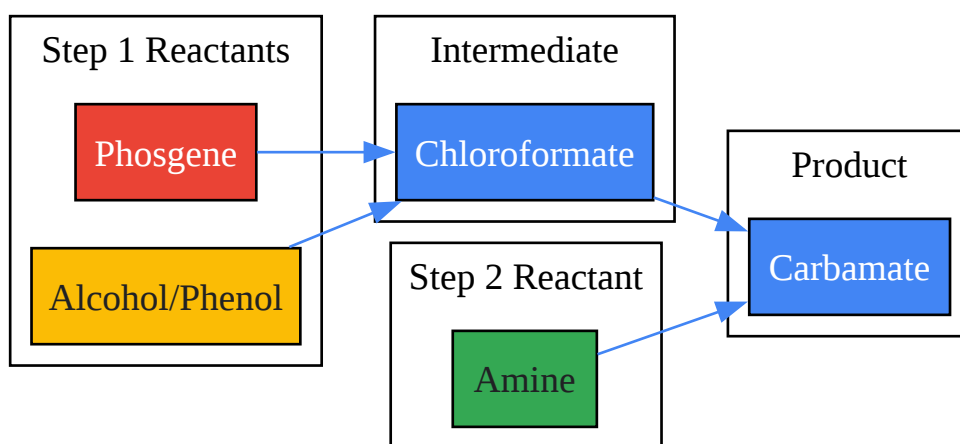 Step 1 Reactants
Phosgene
Alcohol/Phenol
Intermediate
Chloroformate
Step 2 Reactant
Amine
Product
Carbamate